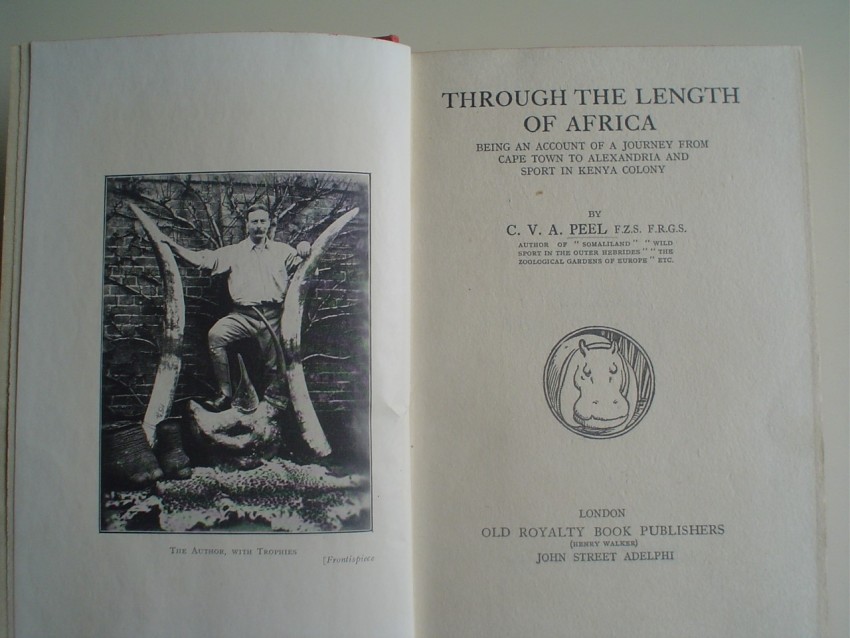 The Author, with Trophies
[Frontispiece
THROUGH THE LENGTH
OF AFRICA
BEING AN ACCOUNT OF A JOURNEY FROM
CAPE TOWN TO ALEXANDRIA AND
SPORT IN KENYA COLONY
BY
C. V. A. PEEL F.Z.S. F.R.G.S.
AUTHOR OF "SOMALILAND" "WILD
SPORT IN THE OUTER HEBRIDES" "THE
ZOOLOGICAL GARDENS OF EUROPE" ETC.
LONDON
OLD ROYALTY BOOK PUBLISHERS
(HENRY WALKER)
JOHN STREET ADELPHI